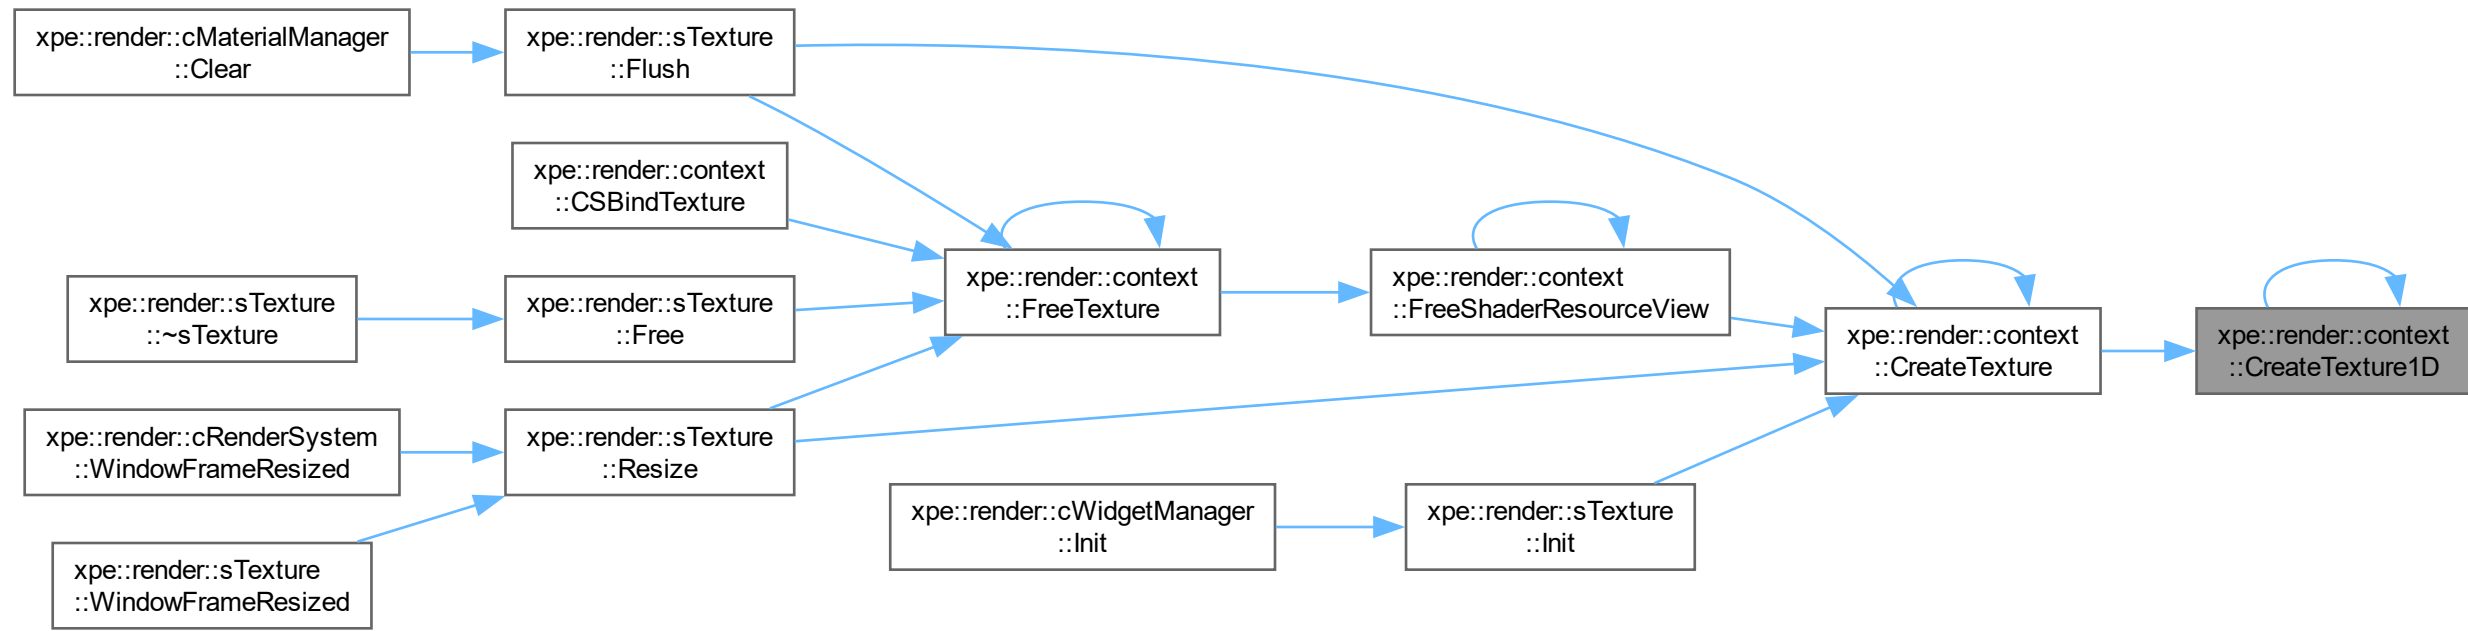 xpe::render::cMaterialManager
::Clear
xpe::render::sTexture
::Flush
xpe::render::context
::CSBindTexture
xpe::render::sTexture
::~sTexture
xpe::render::sTexture
::Free
xpe::render::context
::FreeTexture
xpe::render::context
::FreeShaderResourceView
xpe::render::context
::CreateTexture
xpe::render::context
::CreateTexture1D
xpe::render::cRenderSystem
::WindowFrameResized
xpe::render::sTexture
::Resize
xpe::render::cWidgetManager
::Init
xpe::render::sTexture
::Init
xpe::render::sTexture
::WindowFrameResized